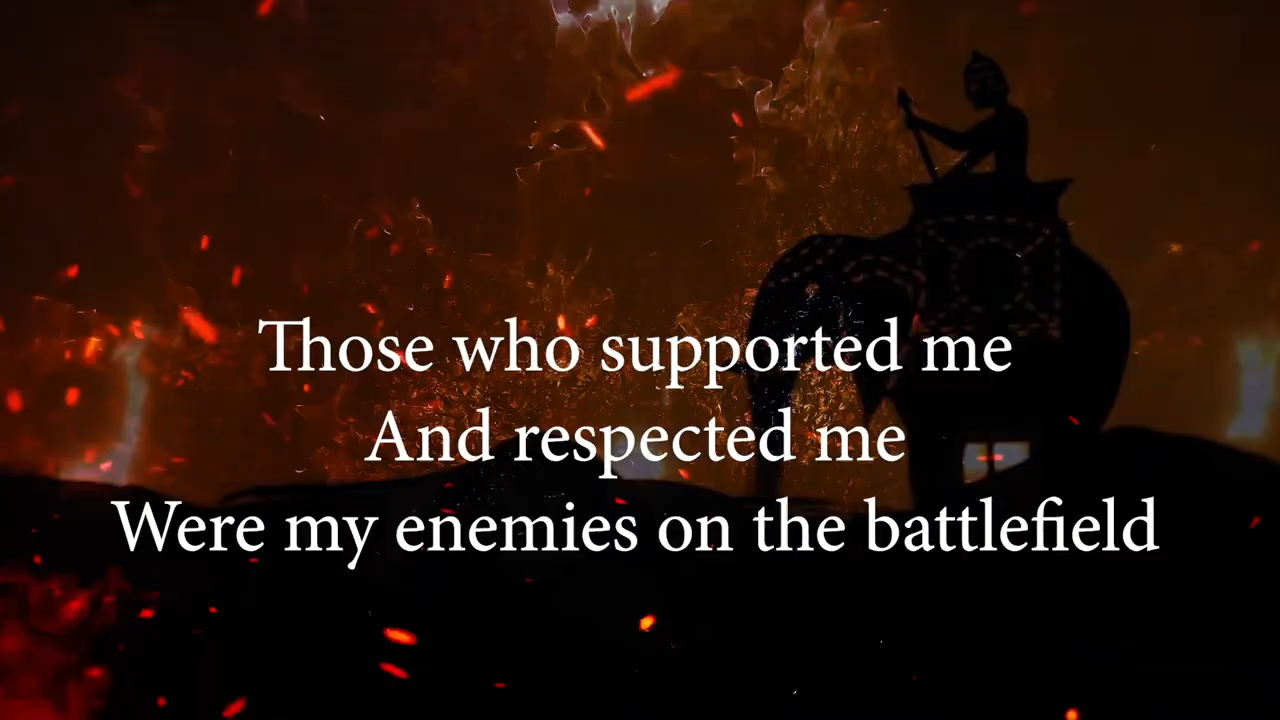 Those who supported me
And respected me
Were my enemies on the battlefield